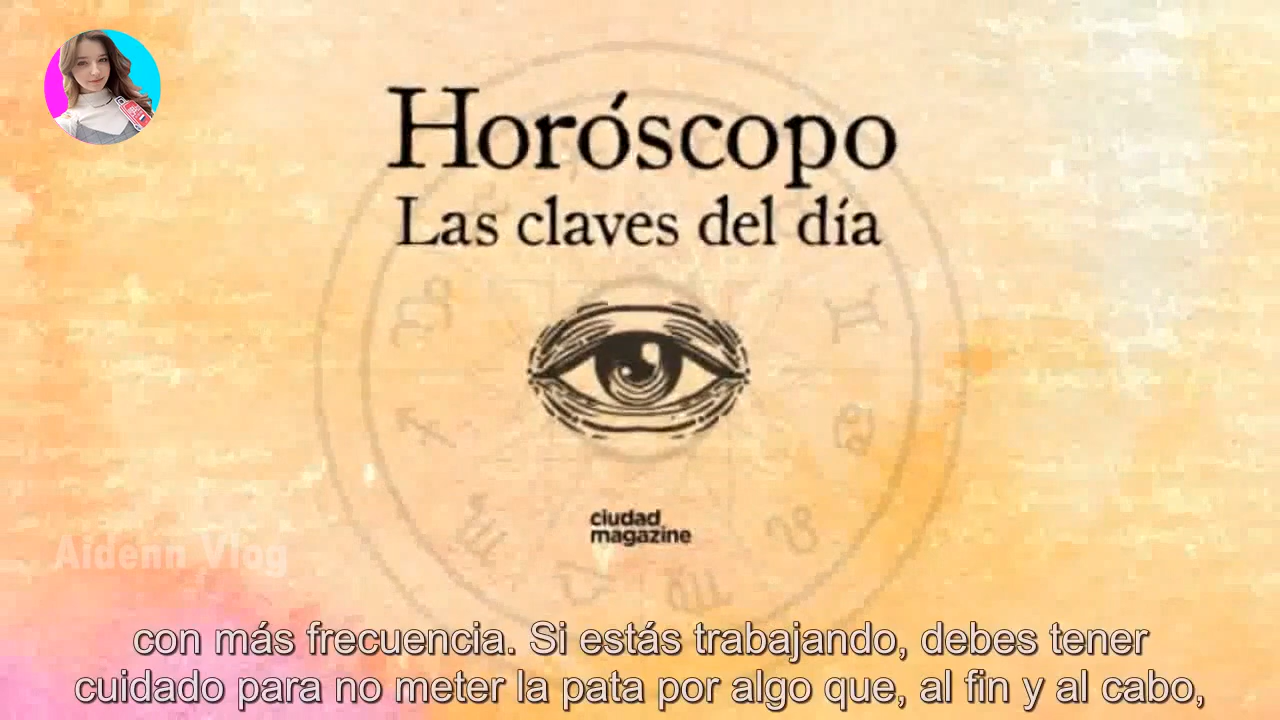 Horóscopo
Las claves del día
ciudad
magazine
Aidenn Vlog
con más frecuencia. Si estás trabajando, debes tener
cuidado para no meter la pata por algo que, al fin y al cabo,